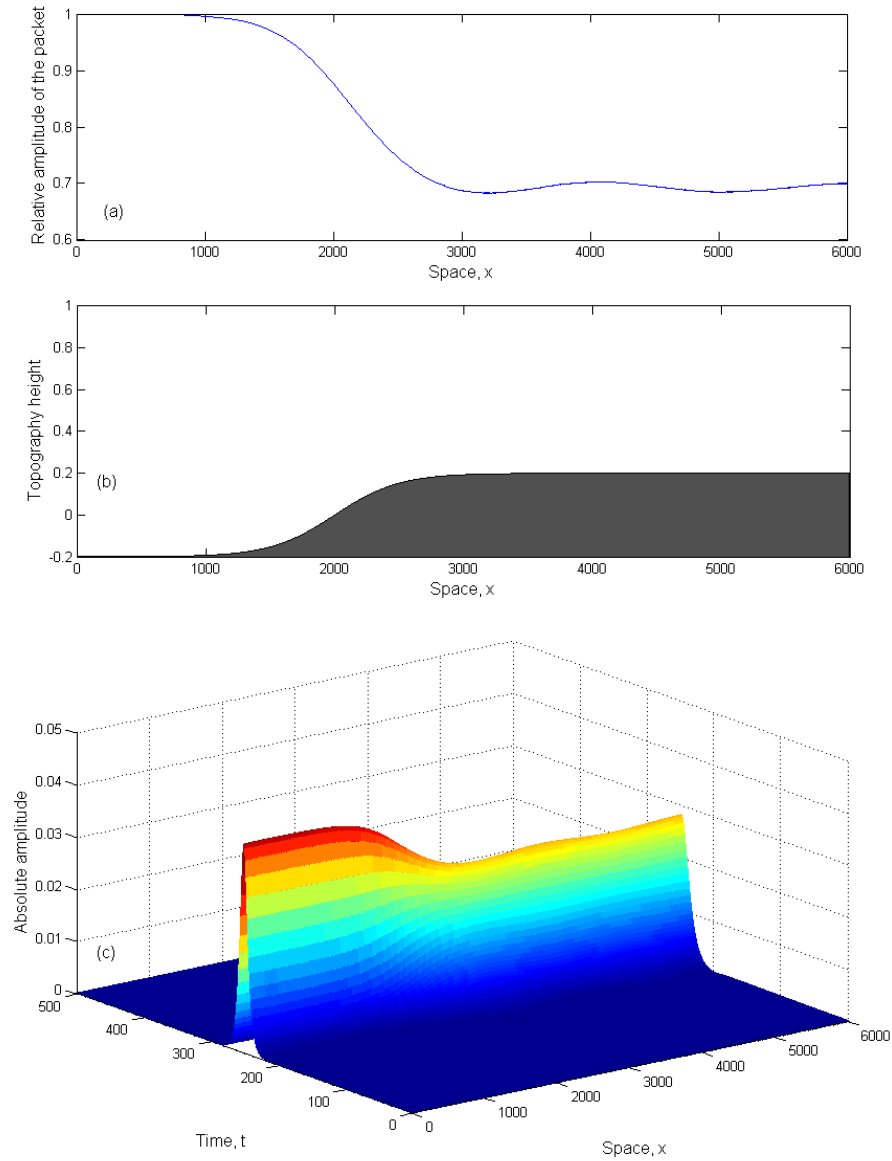 Relative amplitude of the packet
1
0.9
0.8
0.7
0.6
(a)
0 1000 2000 3000 4000 5000 6000
Space, x
Topography height
1
0.8
0.6
0.4
0.2
0
-0.2
(b)
0 1000 2000 3000 4000 5000 6000
Space, x
Absolute amplitude
0.05
0.04
0.03
0.02
0.01
0
(c)
500
400
300
200
100
0
Time, t
0
1000
2000
3000
4000
5000
6000
Space, x